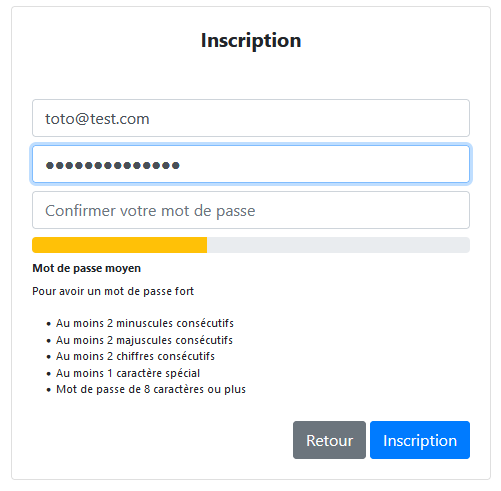 Inscription
toto@test.com
●●●●●●●●●●●●●●
Confirmer votre mot de passe
Mot de passe moyen
Pour avoir un mot de passe fort
• Au moins 2 minuscules consécutifs
• Au moins 2 majuscules consécutifs
• Au moins 2 chiffres consécutifs
• Au moins 1 caractère spécial
• Mot de passe de 8 caractères ou plus
Retour Inscription